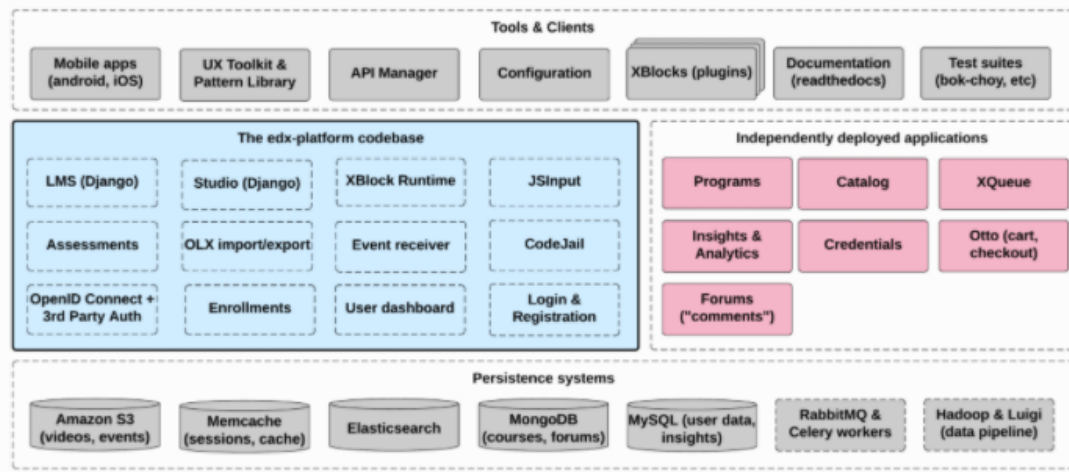 Tools & Clients
Mobile apps
(android, iOS)
UX Toolkit &
Pattern Library
API Manager
Configuration
XBlocks (plugins)
Documentation
(readthedocs)
Test suites
(bok-choy, etc)
The edx-platform codebase
LMS (Django)
Studio (Django)
XBlock Runtime
JSInput
Assessments
OLX import/export
Event receiver
CodeJail
OpenID Connect +
3rd Party Auth
Enrollments
User dashboard
Login &
Registration
Independently deployed applications
Programs
Catalog
XQueue
Insights &
Analytics
Credentials
Otto (cart,
checkout)
Forums
("comments")
Persistence systems
Amazon S3
(videos, events)
Memcache
(sessions, cache)
Elasticsearch
MongoDB
(courses, forums)
MySQL (user data,
insights)
RabbitMQ &
Celery workers
Hadoop & Luigi
(data pipeline)